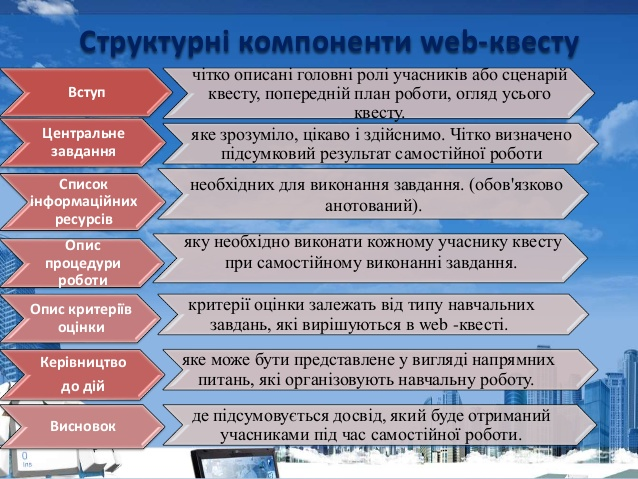 Структурні компоненти web-квесту
Вступ
чітко описані головні ролі учасників або сценарій
квесту, попередній план роботи, огляд усього
квесту.
Центральне
завдання
яке зрозуміло, цікаво і здійснимо. Чітко визначено
підсумковий результат самостійної роботи
Список
інформаційних
ресурсів
необхідних для виконання завдання. (обов'язково
анотований).
Опис
процедури
роботи
яку необхідно виконати кожному учаснику квесту
при самостійному виконанні завдання.
Опис критеріїв
оцінки
критерії оцінки залежать від типу навчальних
завдань, які вирішуються в web -квесті.
Керівництво
до дій
яке може бути представлене у вигляді напрямних
питань, які організовують навчальну роботу.
Висновок
де підсумовується досвід, який буде отриманий
учасниками під час самостійної роботи.
0